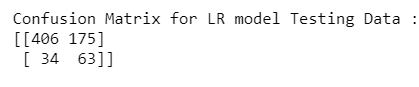 Confusion Matrix for LR model Testing Data :
[[406 175]
 [ 34  63]]